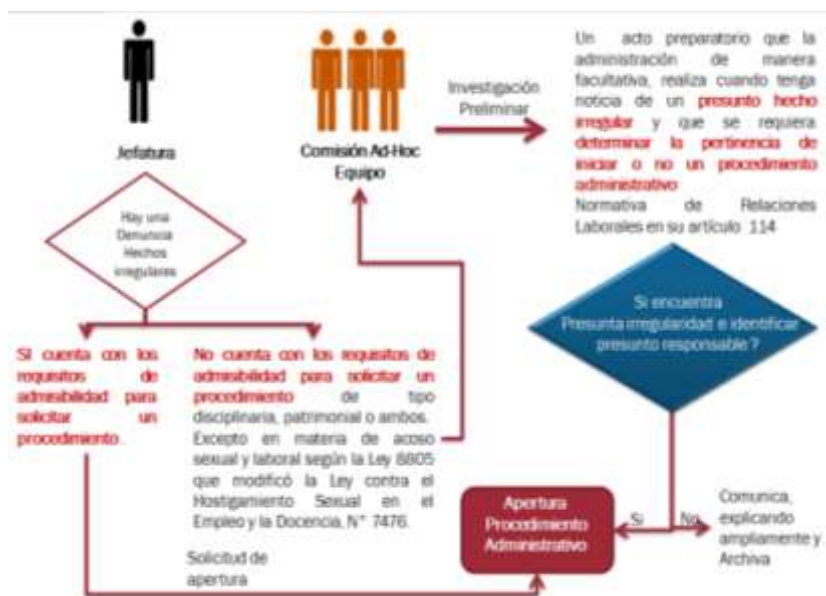 Jefatura
Hay una
Denuncia
Hechos
irregulares
Comisión Ad-Hoc
Equipo
Investigación
Preliminar
Un acto preparatorio que la
administración de manera
facultativa, realiza cuando tenga
noticia de un presunto hecho
irregular y que se requiera
determinar la pertinencia de
iniciar o no un procedimiento
administrativo
Normativa de Relaciones
Laborales en su artículo 114
SI cuenta con los
requisitos de
admisibilidad para
solicitar un
procedimiento
No cuenta con los requisitos de
admisibilidad para solicitar un
procedimiento de tipo
disciplinaria, patrimonial o ambos.
Excepto en materia de acoso
sexual y laboral según la Ley 8805
que modificó la Ley contra el
Hostigamiento Sexual en el
Empleo y la Docencia, N° 7476.
Si encuentra
Presunta irregularidad e identificar
presunto responsable ?
Solicitud de
apertura
Apertura
Procedimiento
Administrativo
Si
No
Comunica,
explicando
ampliamente y
Archiva